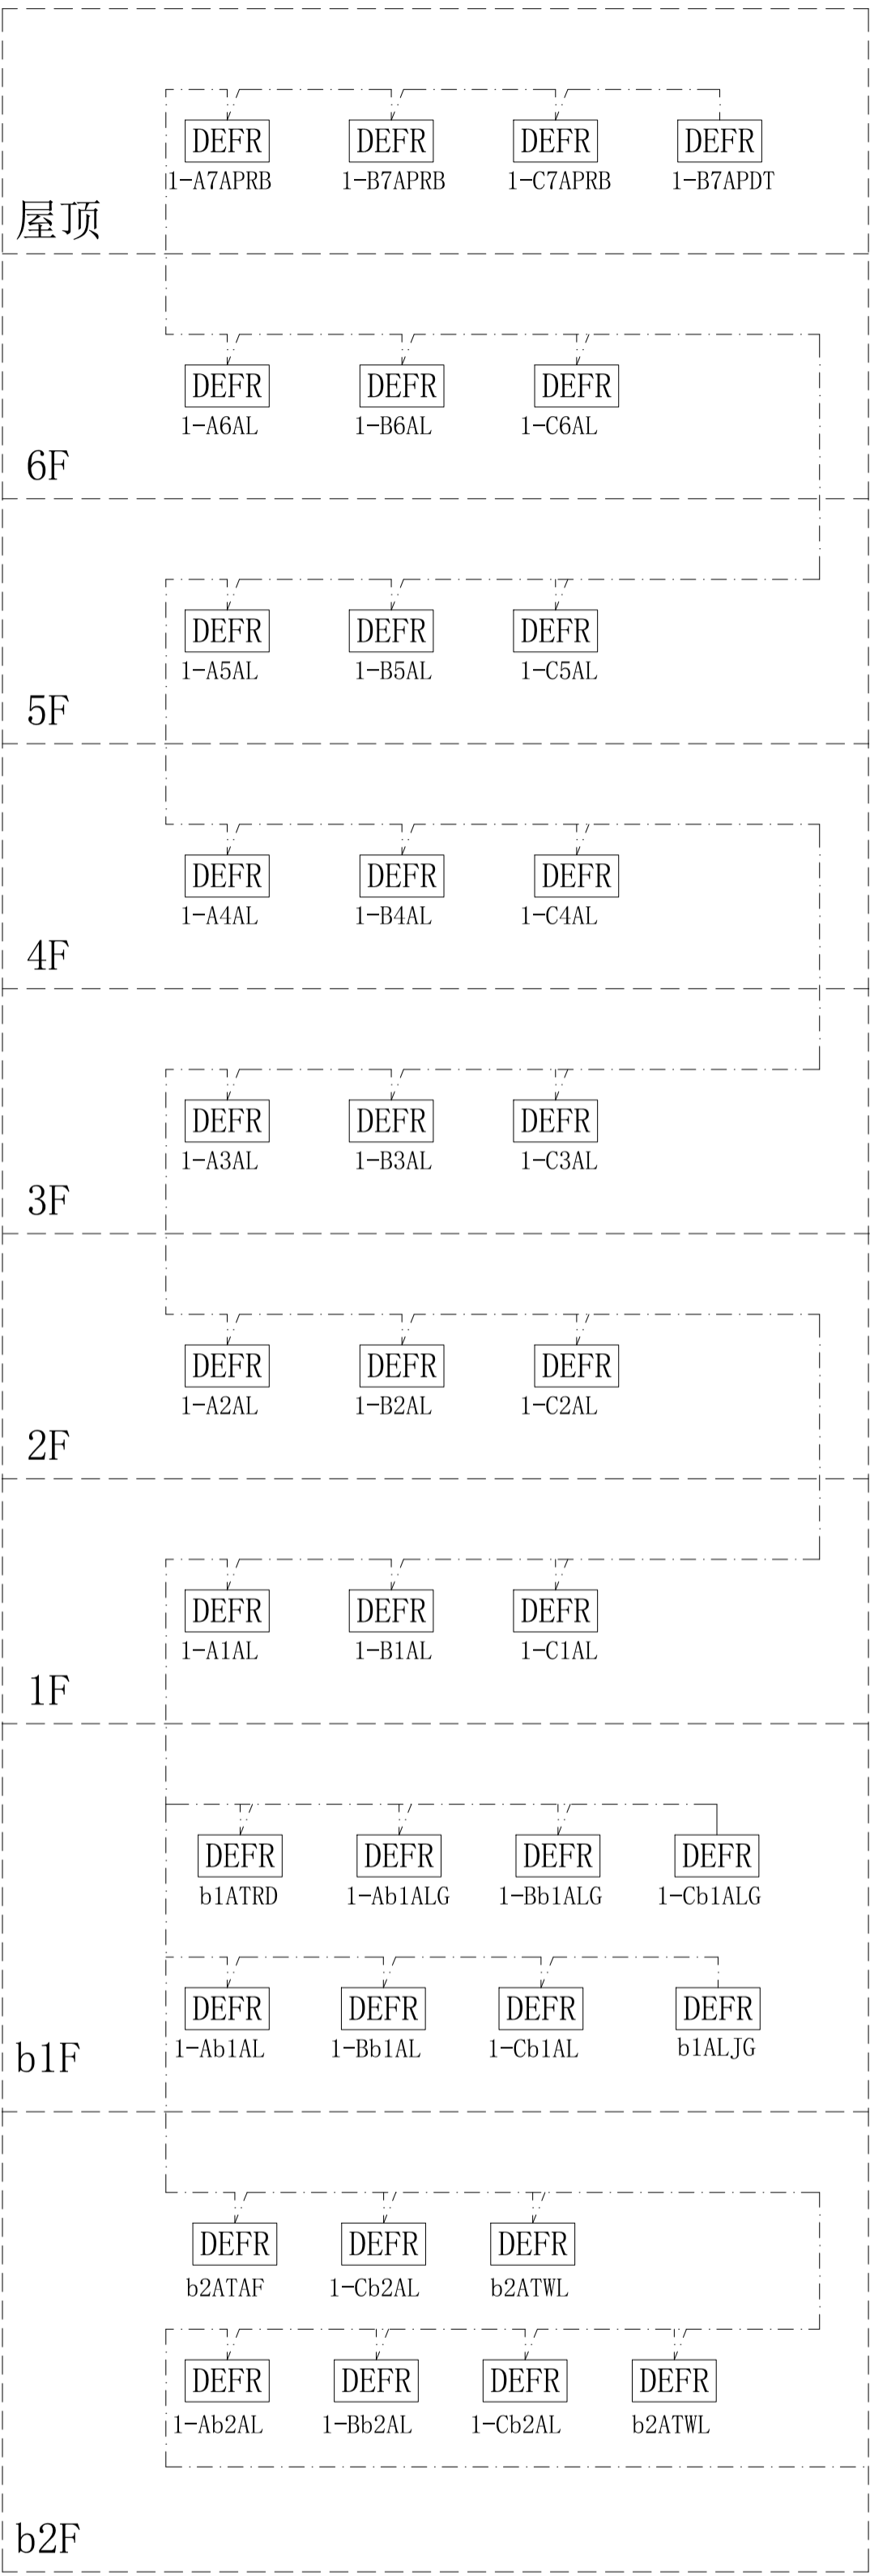 DEFR DEFR DEFR DEFR
1-A7APRB 1-B7APRB 1-C7APRB 1-B7APDT
屋顶
DEFR DEFR DEFR
1-A6AL 1-B6AL 1-C6AL
6F
DEFR DEFR DEFR
1-A5AL 1-B5AL 1-C5AL
5F
DEFR DEFR DEFR
1-A4AL 1-B4AL 1-C4AL
4F
DEFR DEFR DEFR
1-A3AL 1-B3AL 1-C3AL
3F
DEFR DEFR DEFR
1-A2AL 1-B2AL 1-C2AL
2F
DEFR DEFR DEFR
1-A1AL 1-B1AL 1-C1AL
1F
DEFR DEFR DEFR DEFR
b1ATRD 1-Ab1ALG 1-Bb1ALG 1-Cb1ALG
DEFR DEFR DEFR DEFR
1-Ab1AL 1-Bb1AL 1-Cb1AL b1ALJG
b1F
DEFR DEFR DEFR
b2ATAF 1-Cb2AL b2ATWL
DEFR DEFR DEFR DEFR
1-Ab2AL 1-Bb2AL 1-Cb2AL b2ATWL
b2F